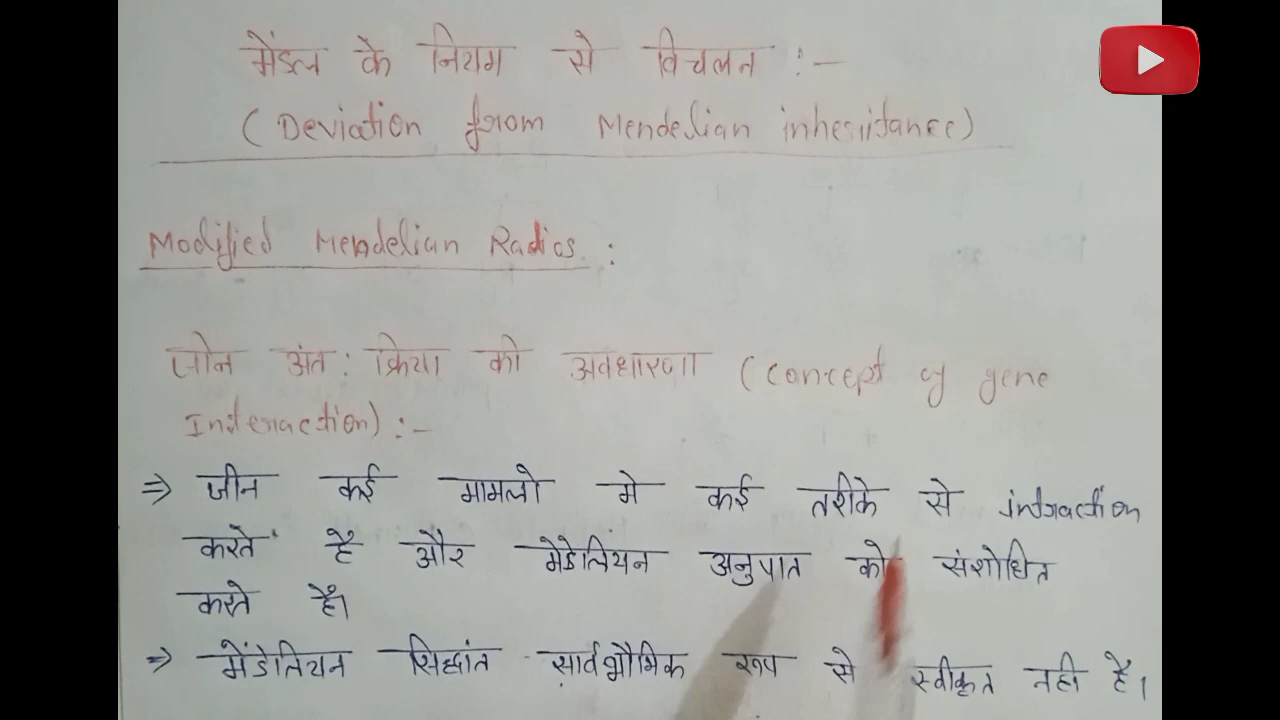 मेंडल के नियम से विचलन :-
(Deviation from Mendelian inheritance)
Modified Mendelian Radios :
जीन अंत: क्रिया की अवधारणा (Concept of gene
Interaction) :-
⇒ जीन कई मामलो मे कई तरीके से intraction
करते है और मेडेलियन अनुपात को संशोधित
करते है।
⇒ मेंडेलियन सिद्धांत सार्वभौमिक रूप से स्वीकृत नही है।